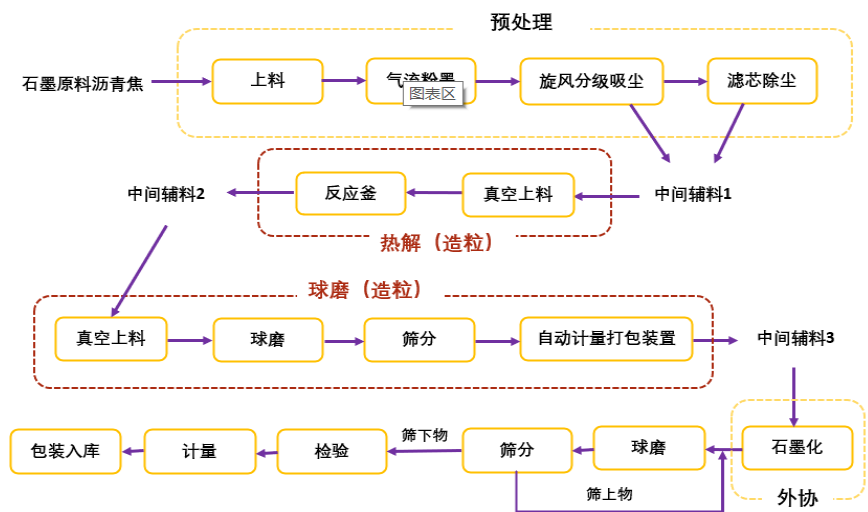 预处理
石墨原料沥青焦
上料
气流粉
图表区
旋风分级吸尘
滤芯除尘
中间辅料2
反应釜
真空上料
中间辅料1
热解（造粒）
球磨（造粒）
真空上料
球磨
筛分
自动计量打包装置
中间辅料3
包装入库
计量
检验
筛下物
筛分
球磨
石墨化
筛上物
外协